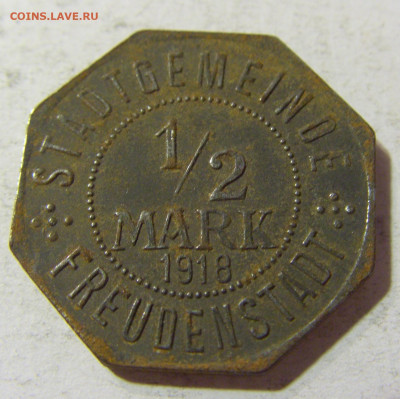 COINS.LAVE.RU
STADTGEMEINDE
1/2
MARK
1918
FREUDENSTADT